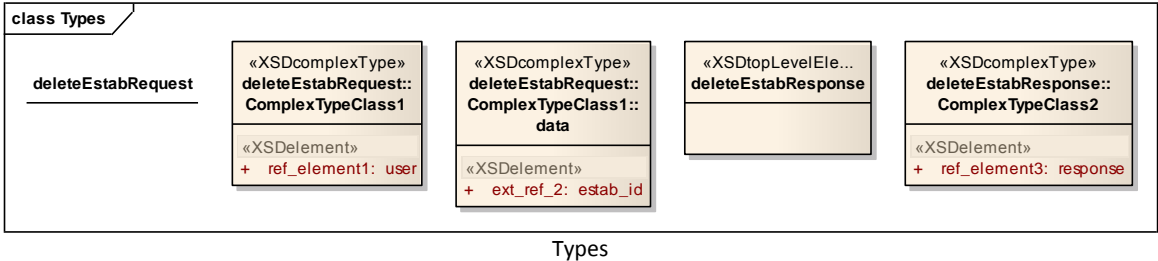 class Types
deleteEstabRequest
«XSDcomplexType»
deleteEstabRequest::
ComplexTypeClass1
«XSDelement»
+ ref_element1: user
«XSDcomplexType»
deleteEstabRequest::
ComplexTypeClass1::
data
«XSDelement»
+ ext_ref_2: estab_id
«XSDtopLevelEle...
deleteEstabResponse
«XSDcomplexType»
deleteEstabResponse::
ComplexTypeClass2
«XSDelement»
+ ref_element3: response
Types